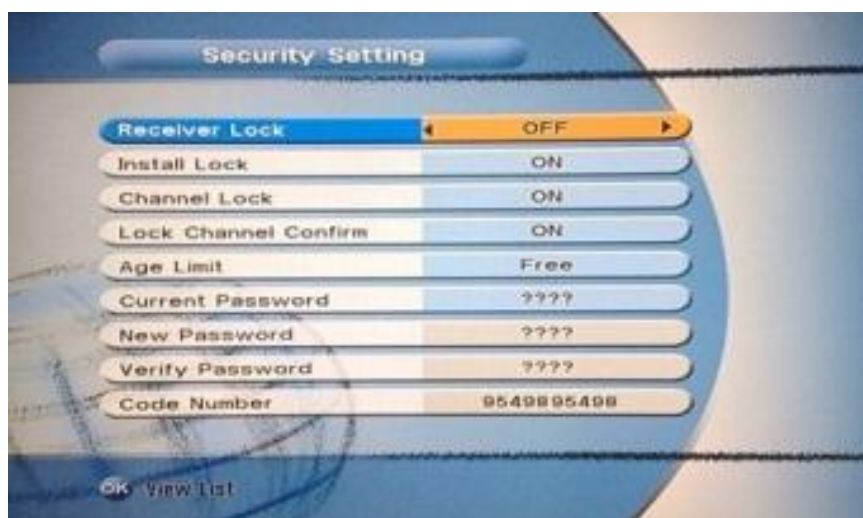 Security Setting
Receiver Lock OFF
Install Lock ON
Channel Lock ON
Lock Channel Confirm ON
Age Limit Free
Current Password ????
New Password ????
Verify Password ????
Code Number 9549895498
OK View List